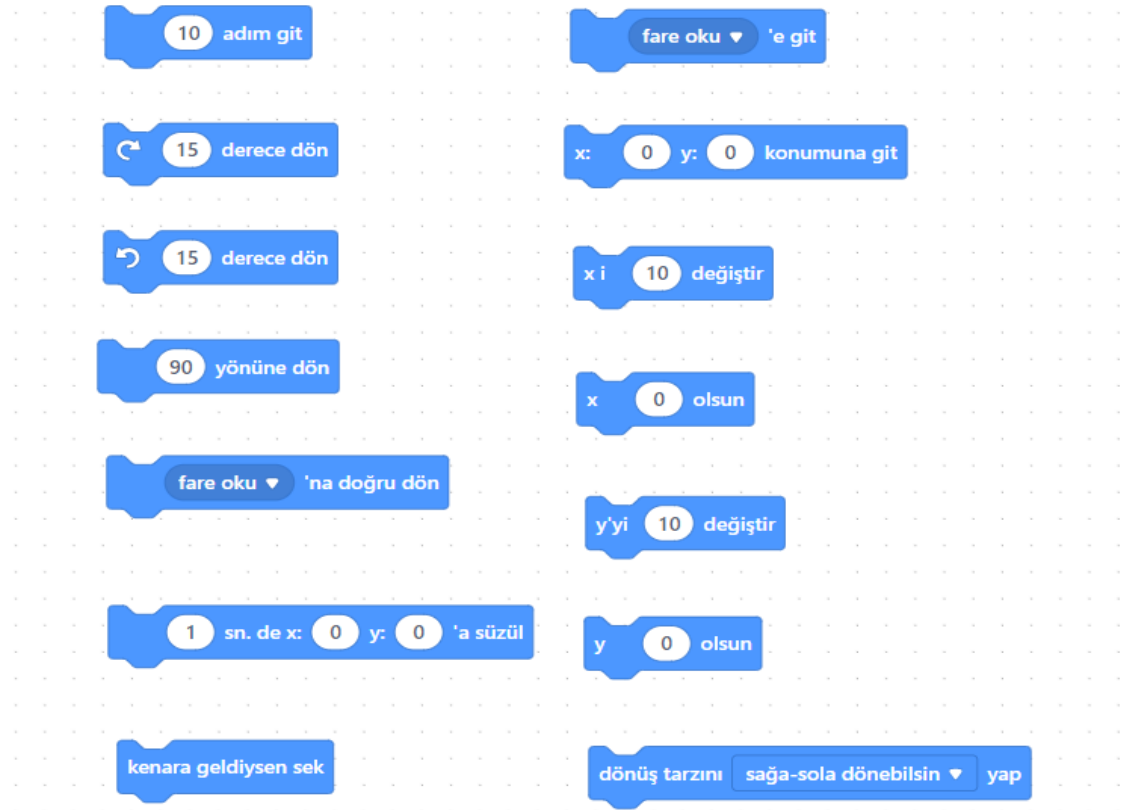 10 adım git
15 derece dön
15 derece dön
90 yönüne dön
fare oku 'na doğru dön
1 sn. de x: 0 y: 0 'a süzül
kenara geldiysen sek
fare oku 'e git
x: 0 y: 0 konumuna git
x i 10 değiştir
x 0 olsun
y'yi 10 değiştir
y 0 olsun
dönüş tarzını sağa-sola dönebilsin yap